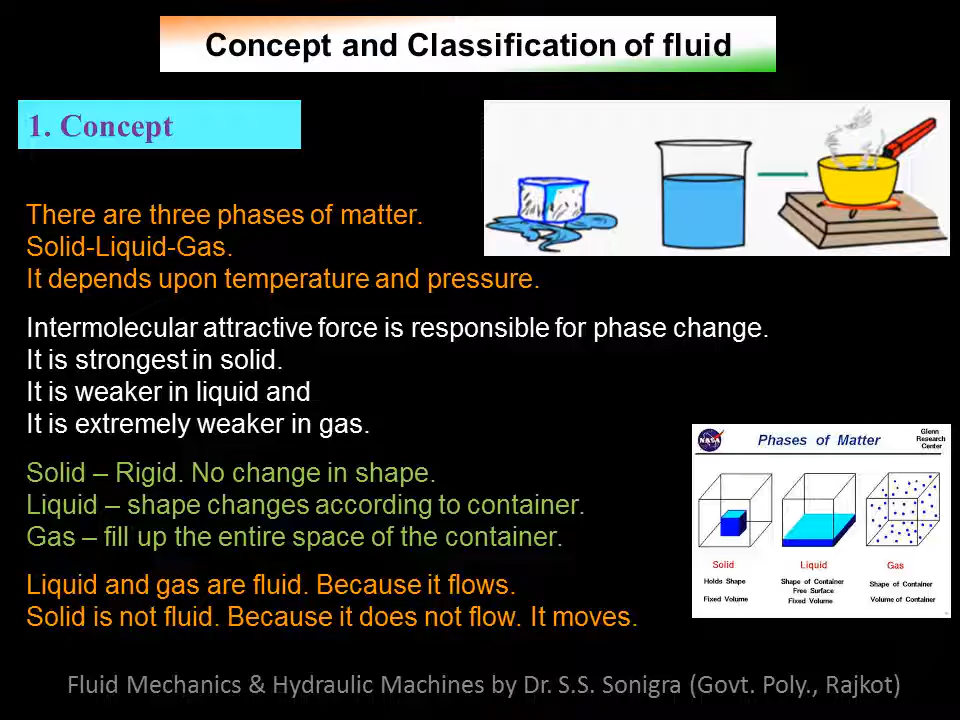 Concept and Classification of fluid
1. Concept
There are three phases of matter.
Solid-Liquid-Gas.
It depends upon temperature and pressure.
Intermolecular attractive force is responsible for phase change.
It is strongest in solid.
It is weaker in liquid and
It is extremely weaker in gas.
Solid – Rigid. No change in shape.
Liquid – shape changes according to container.
Gas – fill up the entire space of the container.
Liquid and gas are fluid. Because it flows.
Solid is not fluid. Because it does not flow. It moves.
NASA
Phases of Matter
Glenn
Research
Center
Solid
Liquid
Gas
Holds Shape
Fixed Volume
Shape of Container
Free Surface
Fixed Volume
Shape of Container
Volume of Container
Fluid Mechanics & Hydraulic Machines by Dr. S.S. Sonigra (Govt. Poly., Rajkot)